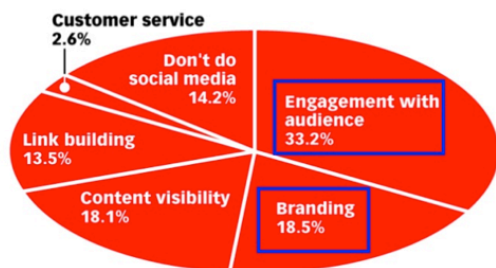 Customer service
2.6%
Don't do
social media
14.2%
Engagement with
audience
33.2%
Link building
13.5%
Content visibility
18.1%
Branding
18.5%